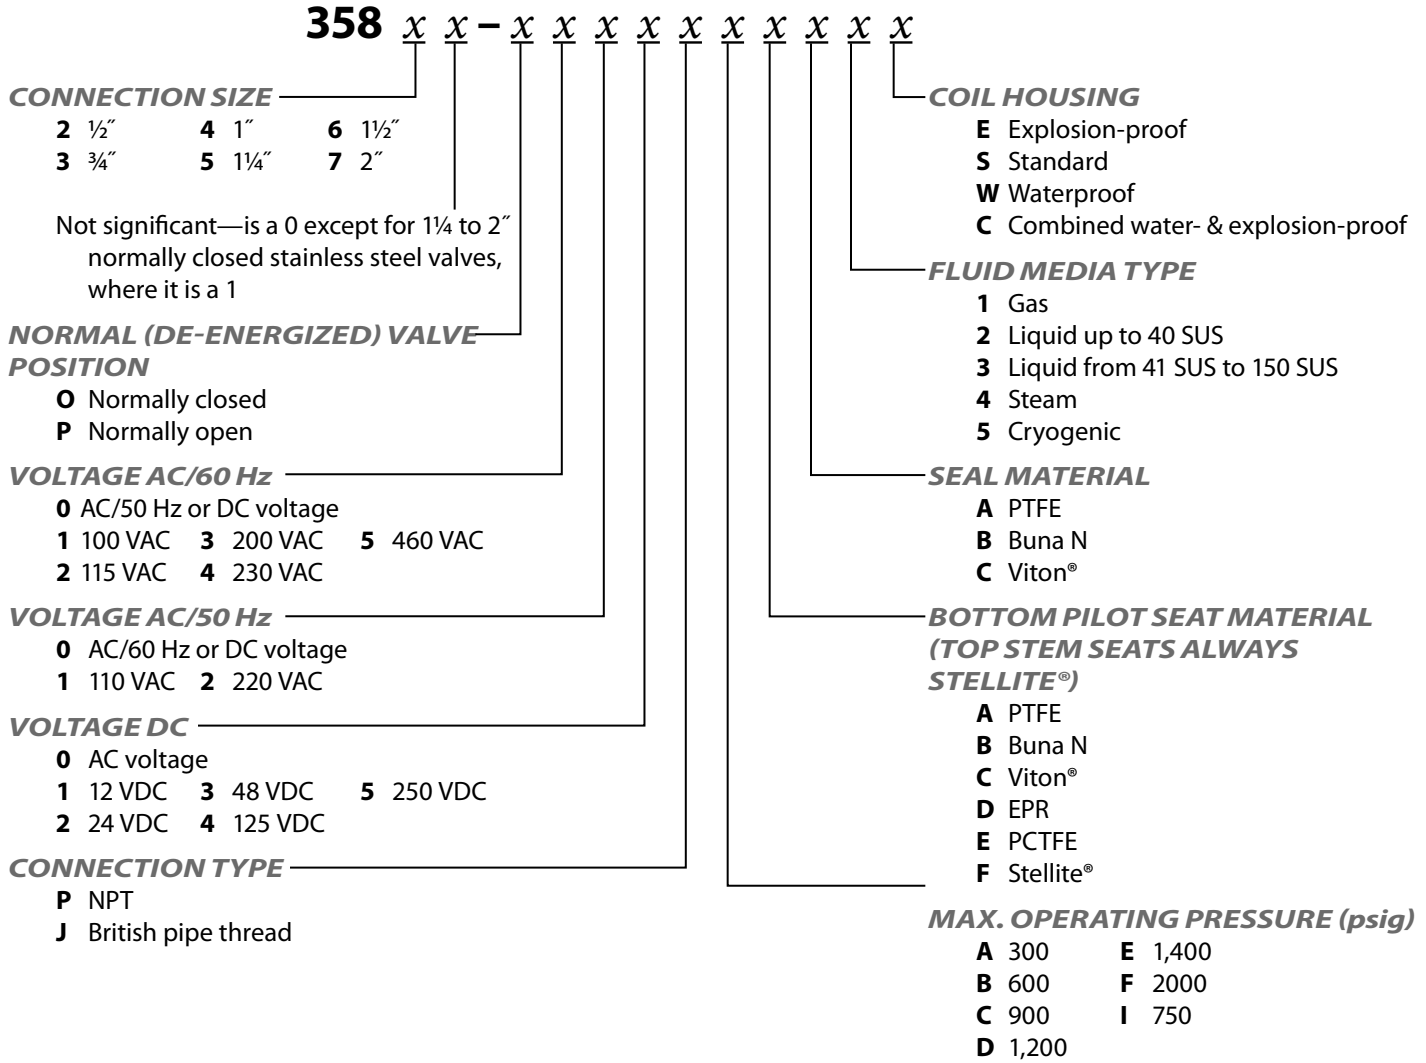 358 x x – x x x x x x x x x x
CONNECTION SIZE
2 ½˝ 4 1˝ 6 1½˝
3 ¾˝ 5 1¼˝ 7 2˝
Not significant—is a 0 except for 1¼ to 2˝
normally closed stainless steel valves,
where it is a 1
NORMAL (DE-ENERGIZED) VALVE
POSITION
O Normally closed
P Normally open
VOLTAGE AC/60 Hz
0 AC/50 Hz or DC voltage
1 100 VAC 3 200 VAC 5 460 VAC
2 115 VAC 4 230 VAC
VOLTAGE AC/50 Hz
0 AC/60 Hz or DC voltage
1 110 VAC 2 220 VAC
VOLTAGE DC
0 AC voltage
1 12 VDC 3 48 VDC 5 250 VDC
2 24 VDC 4 125 VDC
CONNECTION TYPE
P NPT
J British pipe thread
COIL HOUSING
E Explosion-proof
S Standard
W Waterproof
C Combined water- & explosion-proof
FLUID MEDIA TYPE
1 Gas
2 Liquid up to 40 SUS
3 Liquid from 41 SUS to 150 SUS
4 Steam
5 Cryogenic
SEAL MATERIAL
A PTFE
B Buna N
C Viton®
BOTTOM PILOT SEAT MATERIAL
(TOP STEM SEATS ALWAYS
STELLITE®)
A PTFE
B Buna N
C Viton®
D EPR
E PCTFE
F Stellite®
MAX. OPERATING PRESSURE (psig)
A 300 E 1,400
B 600 F 2000
C 900 I 750
D 1,200